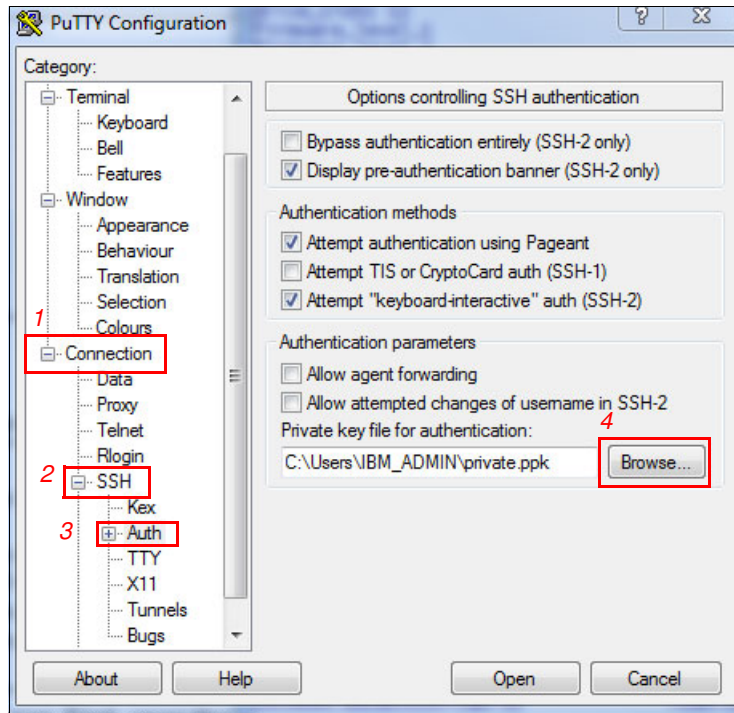 PuTTY Configuration
Category:
Terminal
Keyboard
Bell
Features
Window
Appearance
Behaviour
Translation
Selection
Colours
1
Connection
Data
Proxy
Telnet
Rlogin
2
SSH
Kex
3
Auth
TTY
X11
Tunnels
Bugs
Options controlling SSH authentication
Bypass authentication entirely (SSH-2 only)
Display pre-authentication banner (SSH-2 only)
Authentication methods
Attempt authentication using Pageant
Attempt TIS or CryptoCard auth (SSH-1)
Attempt "keyboard-interactive" auth (SSH-2)
Authentication parameters
Allow agent forwarding
Allow attempted changes of username in SSH-2
Private key file for authentication:
4
C:\Users\IBM_ADMIN\private.ppk
Browse...
About
Help
Open
Cancel